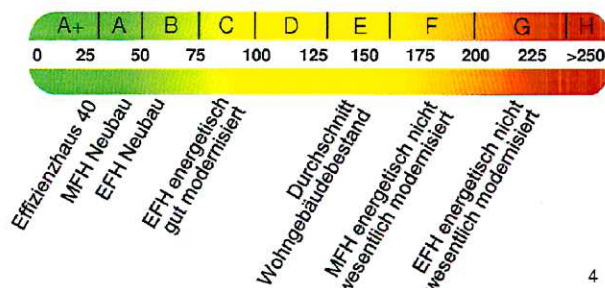 A+ A B C D E F G H
0 25 50 75 100 125 150 175 200 225 >250
Effizienzhaus 40
MFH Neubau
EFH Neubau
EFH energetisch
gut modernisiert
Durchschnitt
Wohngebäudebestand
MFH energetisch nicht
wesentlich modernisiert
EFH energetisch nicht
wesentlich modernisiert
4